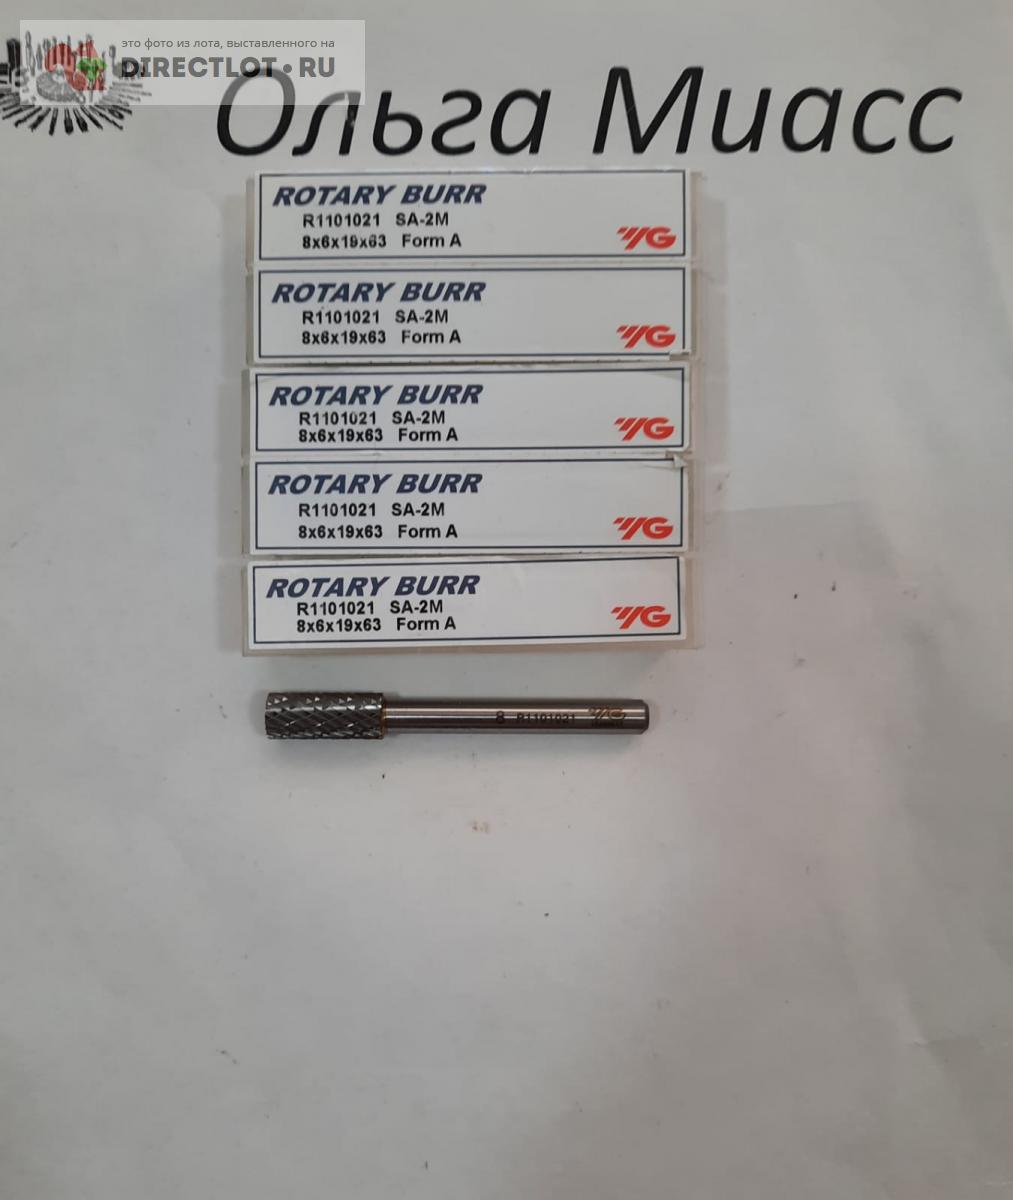 это фото из лота, выставленного на
DIRECTLOT.RU
Ольга Миасс
ROTARY BURR
R1101021 SA-2M
8x6x19x63 Form A
YG
ROTARY BURR
R1101021 SA-2M
8x6x19x63 Form A
YG
ROTARY BURR
R1101021 SA-2M
8x6x19x63 Form A
YG
ROTARY BURR
R1101021 SA-2M
8x6x19x63 Form A
YG
ROTARY BURR
R1101021 SA-2M
8x6x19x63 Form A
YG
8 R1101021 YG